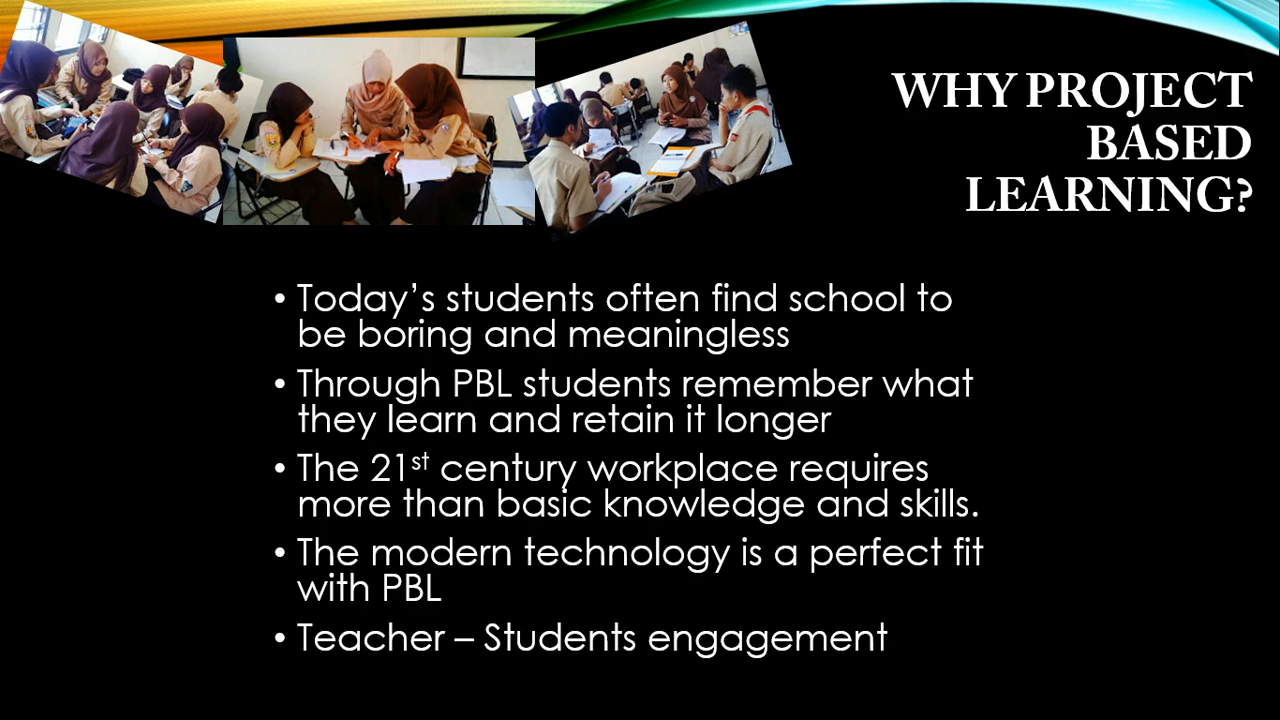 WHY PROJECT
BASED
LEARNING?
• Today’s students often find school to
be boring and meaningless
• Through PBL students remember what
they learn and retain it longer
• The 21st century workplace requires
more than basic knowledge and skills.
• The modern technology is a perfect fit
with PBL
• Teacher – Students engagement